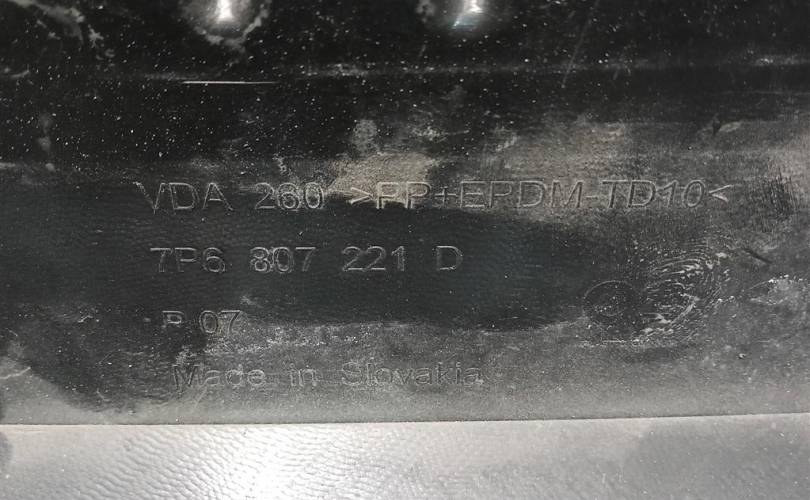 VDA 260 >PP+EPDM-TD10<
7P6 807 221 D
P 07
Made in Slovakia